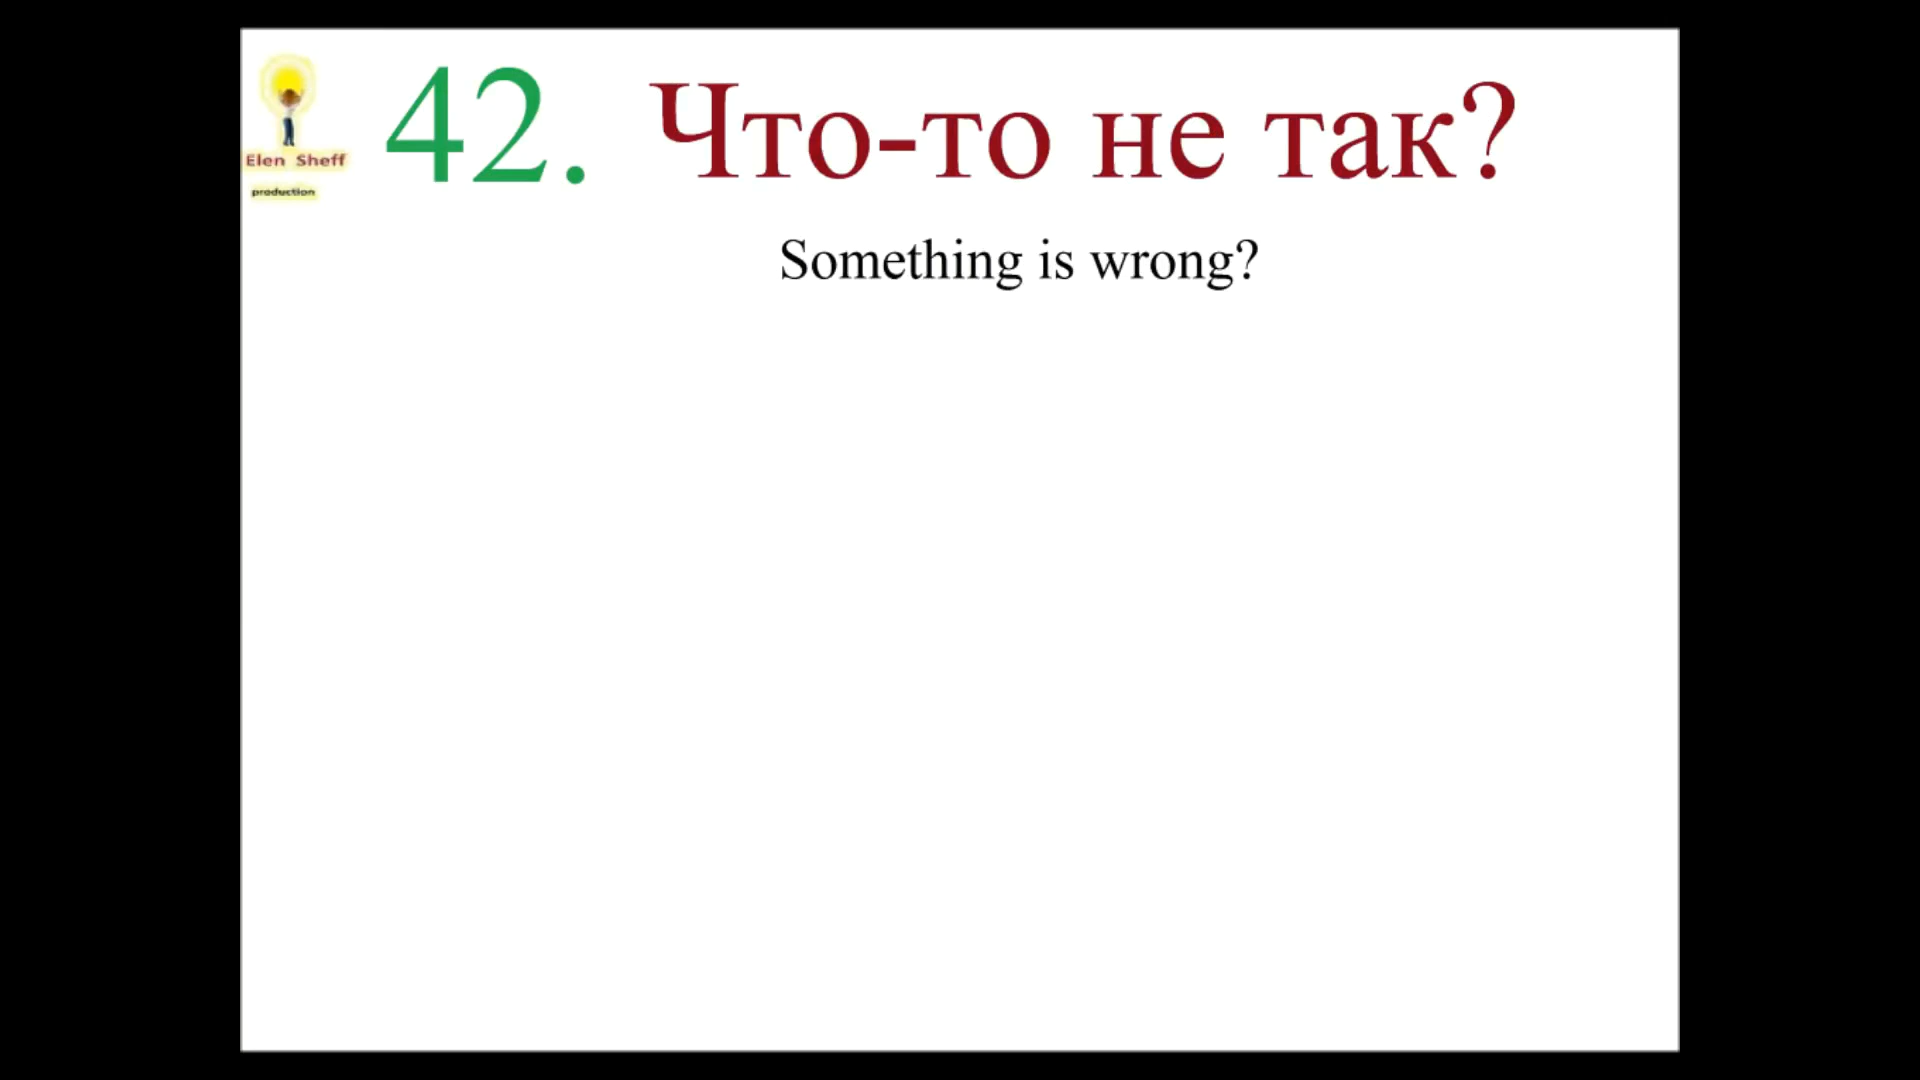 42. Что-то не так?
Something is wrong?
Elen Sheff
production